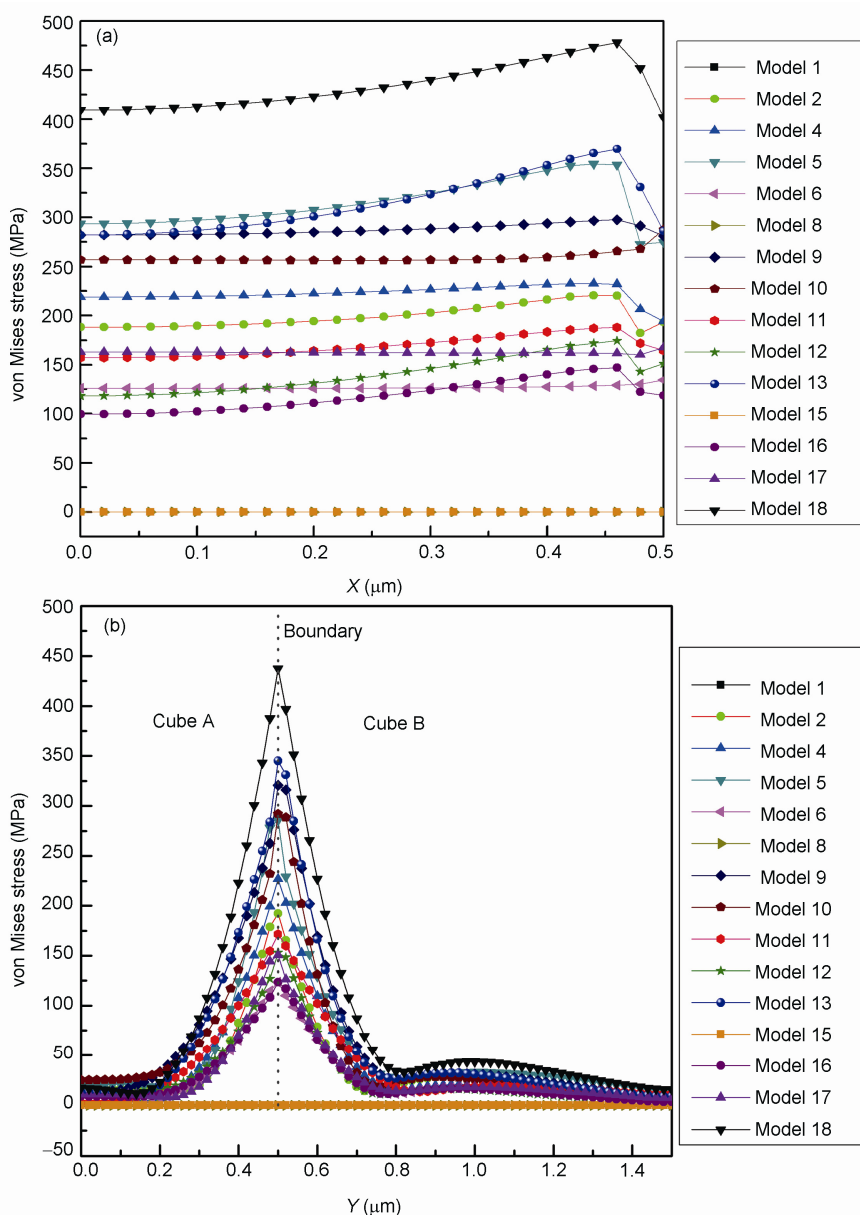 (a)
500
450
400
350
300
250
200
150
100
50
0
von Mises stress (MPa)
0.0 0.1 0.2 0.3 0.4 0.5
X (μm)
Model 1
Model 2
Model 4
Model 5
Model 6
Model 8
Model 9
Model 10
Model 11
Model 12
Model 13
Model 15
Model 16
Model 17
Model 18
(b)
Boundary
Cube A
Cube B
500
450
400
350
300
250
200
150
100
50
0
−50
von Mises stress (MPa)
0.0 0.2 0.4 0.6 0.8 1.0 1.2 1.4
Y (μm)
Model 1
Model 2
Model 4
Model 5
Model 6
Model 8
Model 9
Model 10
Model 11
Model 12
Model 13
Model 15
Model 16
Model 17
Model 18